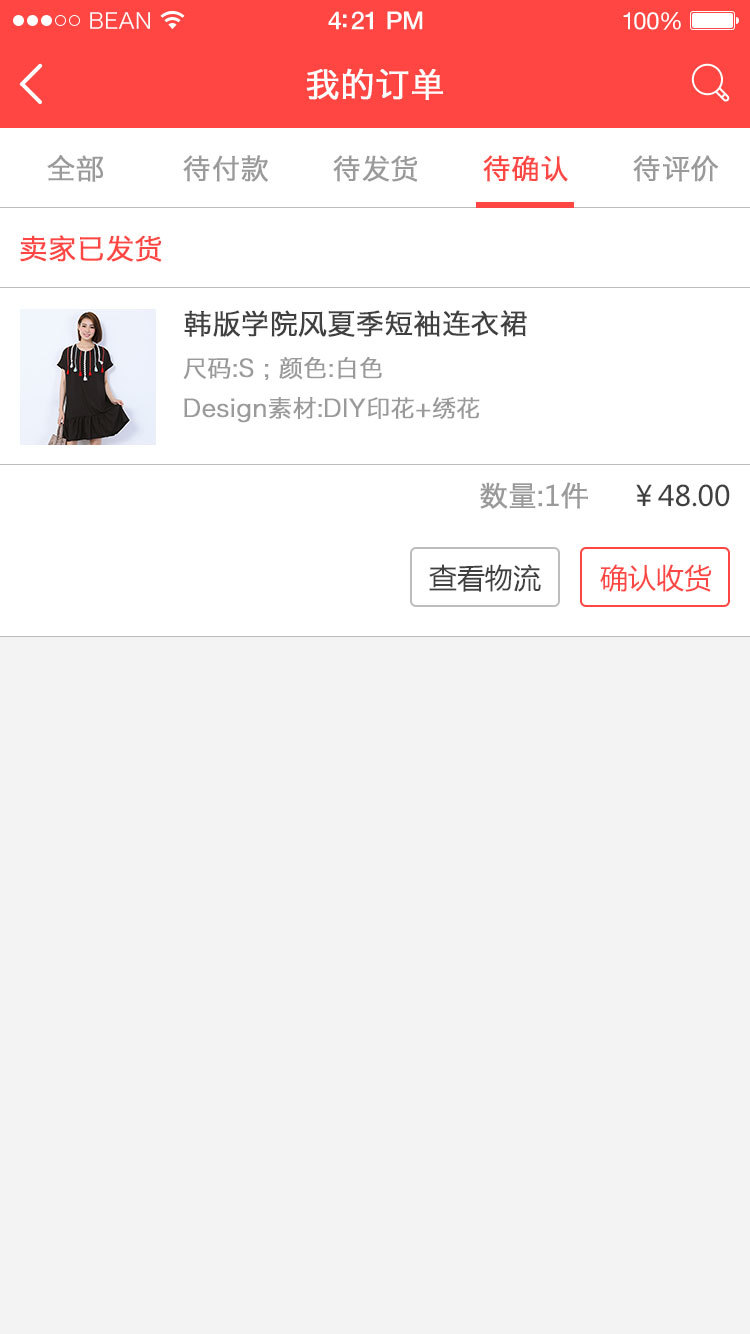 BEAN 4:21 PM 100%
我的订单
全部 待付款 待发货 待确认 待评价
卖家已发货
韩版学院风夏季短袖连衣裙
尺码:S；颜色:白色
Design素材:DIY印花+绣花
数量:1件 ￥48.00
查看物流 确认收货